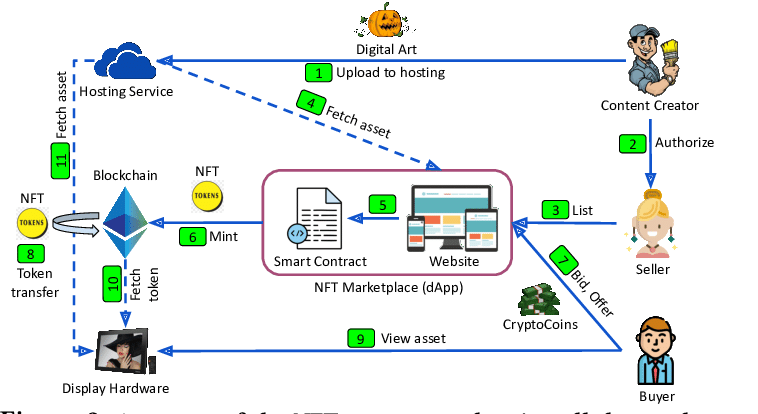 Digital Art
1 Upload to hosting
Hosting Service
Content Creator
4 Fetch asset
2 Authorize
11 Fetch asset
Blockchain
NFT
TOKENS
NFT
TOKENS
5
3 List
6 Mint
Smart Contract
Website
Seller
8
Token
transfer
NFT Marketplace (dApp)
7 Bid, Offer
10 Fetch
token
CryptoCoins
9 View asset
Display Hardware
Buyer